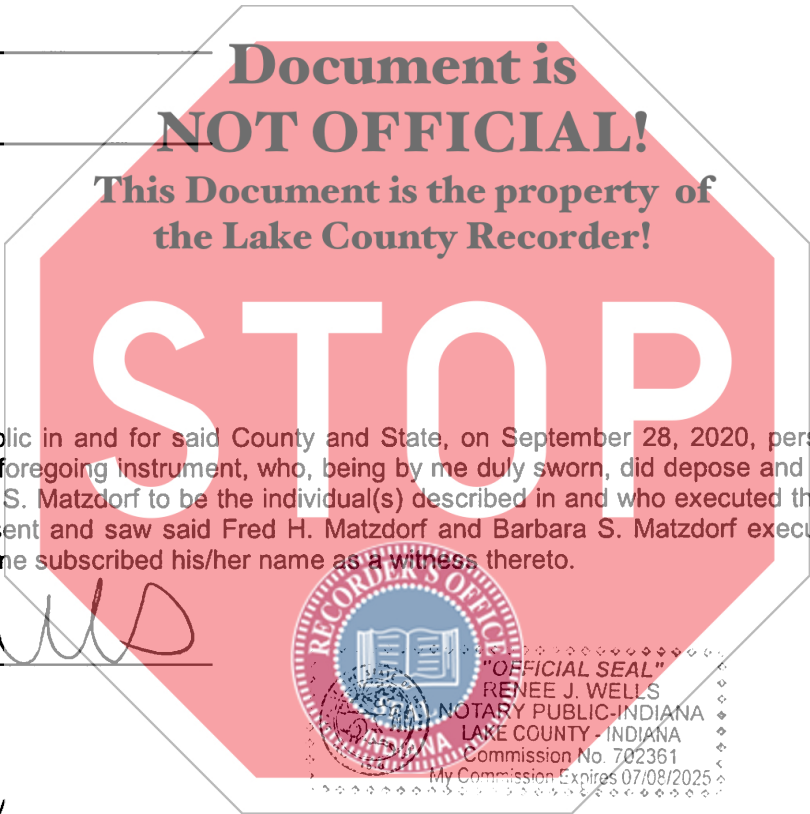 Document is
NOT OFFICIAL!
This Document is the property of
the Lake County Recorder!
STOP
lic in and for said County and State, on September 28, 2020, pers
foregoing instrument, who, being by me duly sworn, did depose and
S. Matzdorf to be the individual(s) described in and who executed th
ent and saw said Fred H. Matzdorf and Barbara S. Matzdorf execu
ne subscribed his/her name as a witness thereto.
RECORDER'S OFFICE
SEAL
INDIANA
"OFFICIAL SEAL"
RENEE J. WELLS
NOTARY PUBLIC-INDIANA
LAKE COUNTY - INDIANA
Commission No. 702361
My Commission Expires 07/08/2025